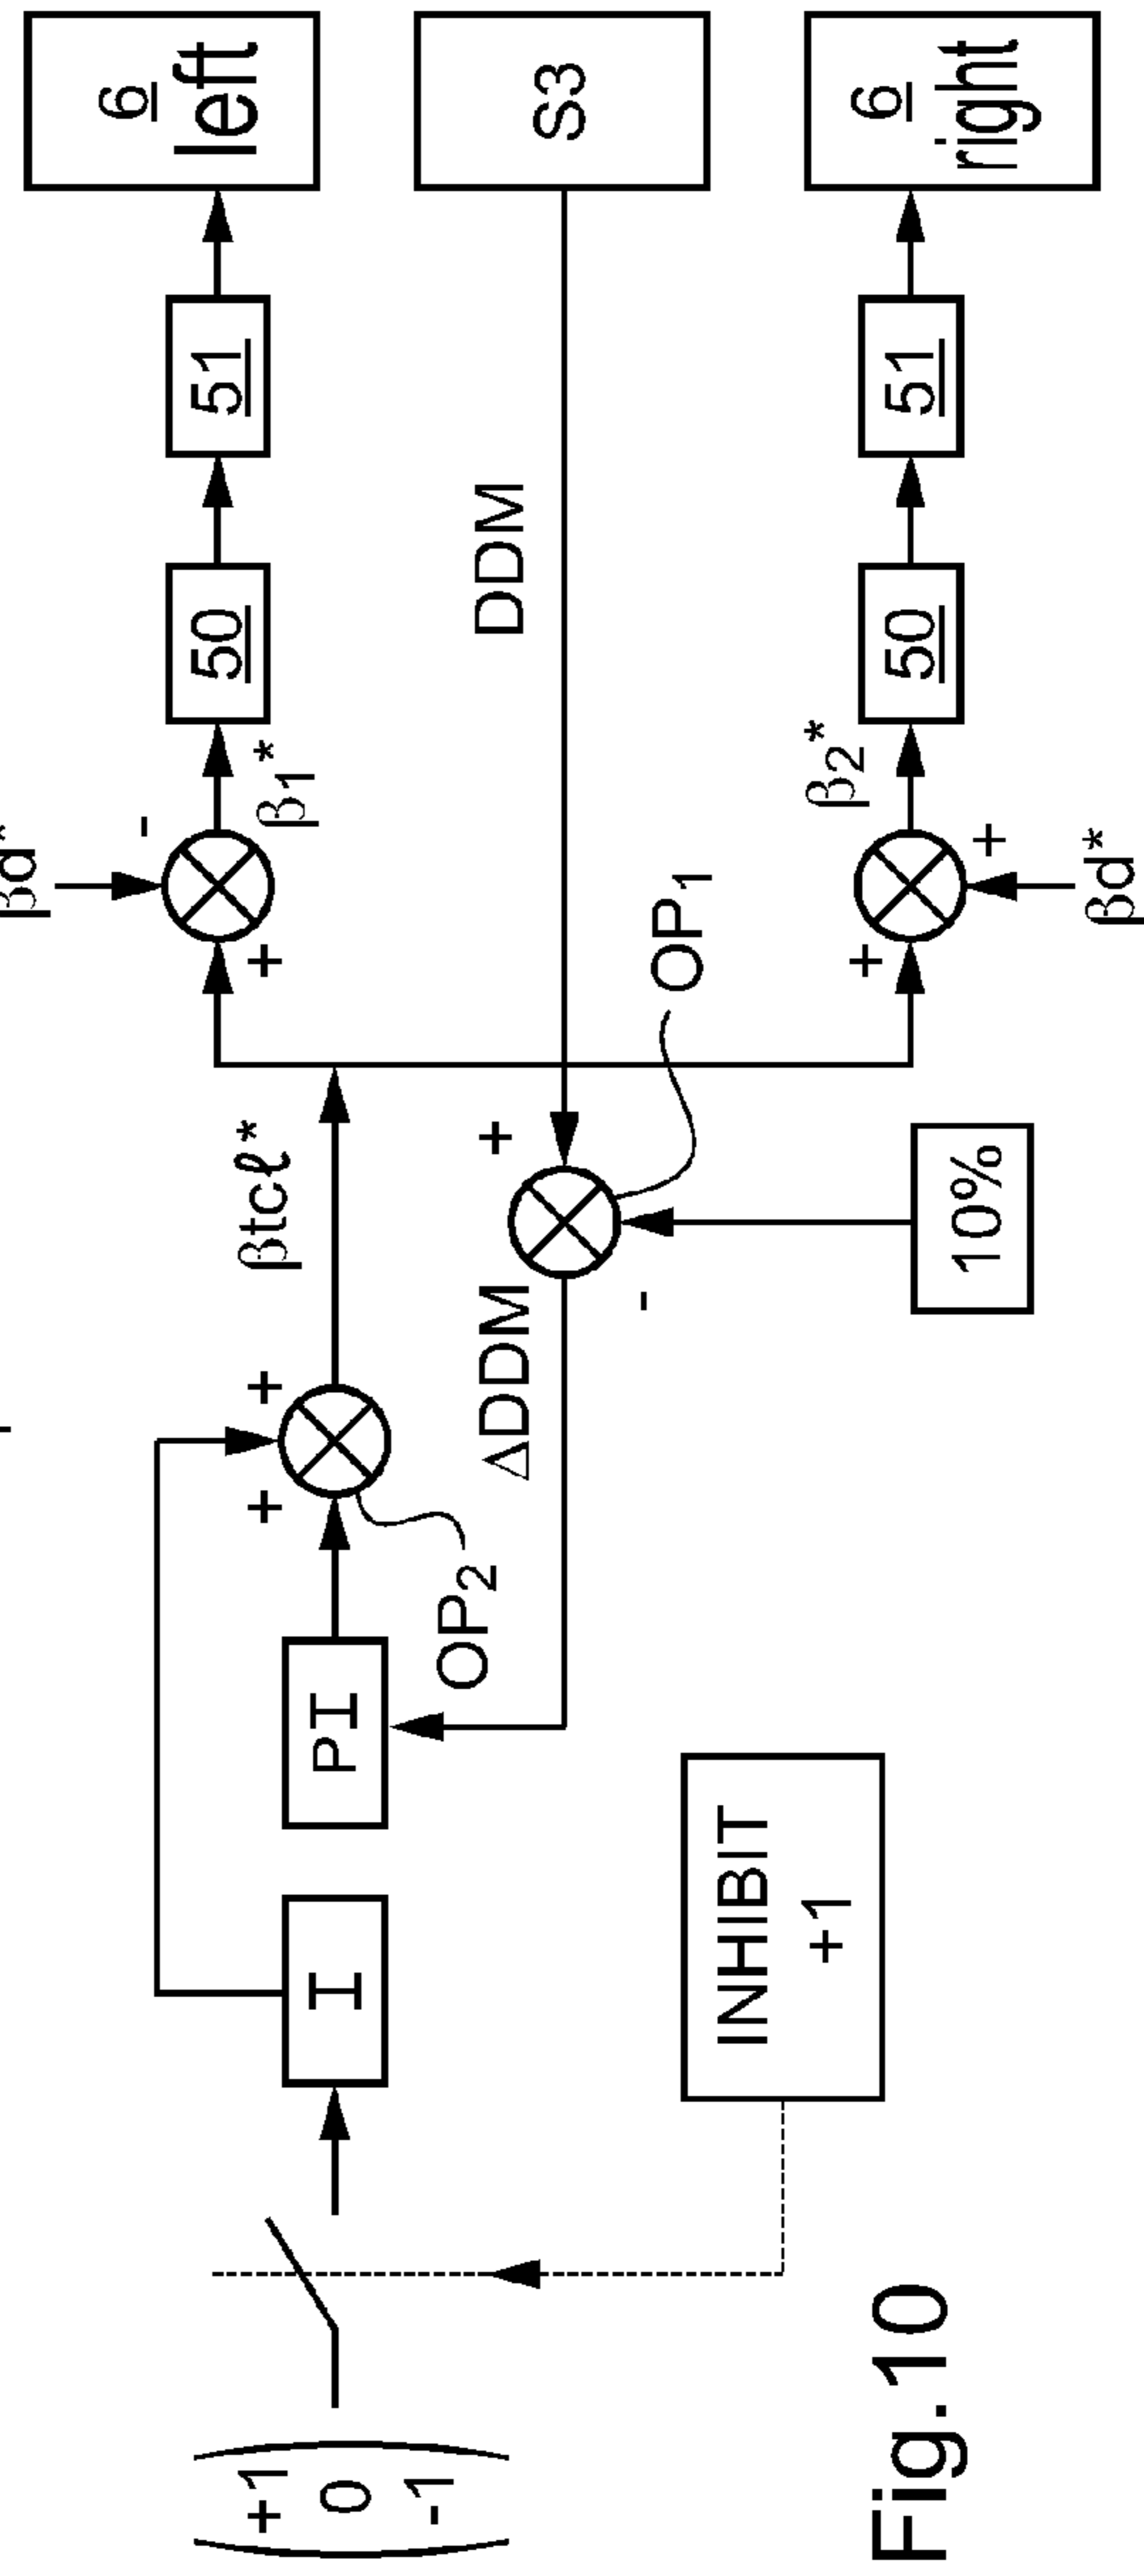 6
left
S3
6
right
51
51
DDM
50
50
β1*
β2*
βd*
-
+
+
+
βd*
OP1
βtcℓ*
+
-
10%
ΔDDM
+
+
OP2
PI
I
INHIBIT
+1
+1
0
-1
Fig.10